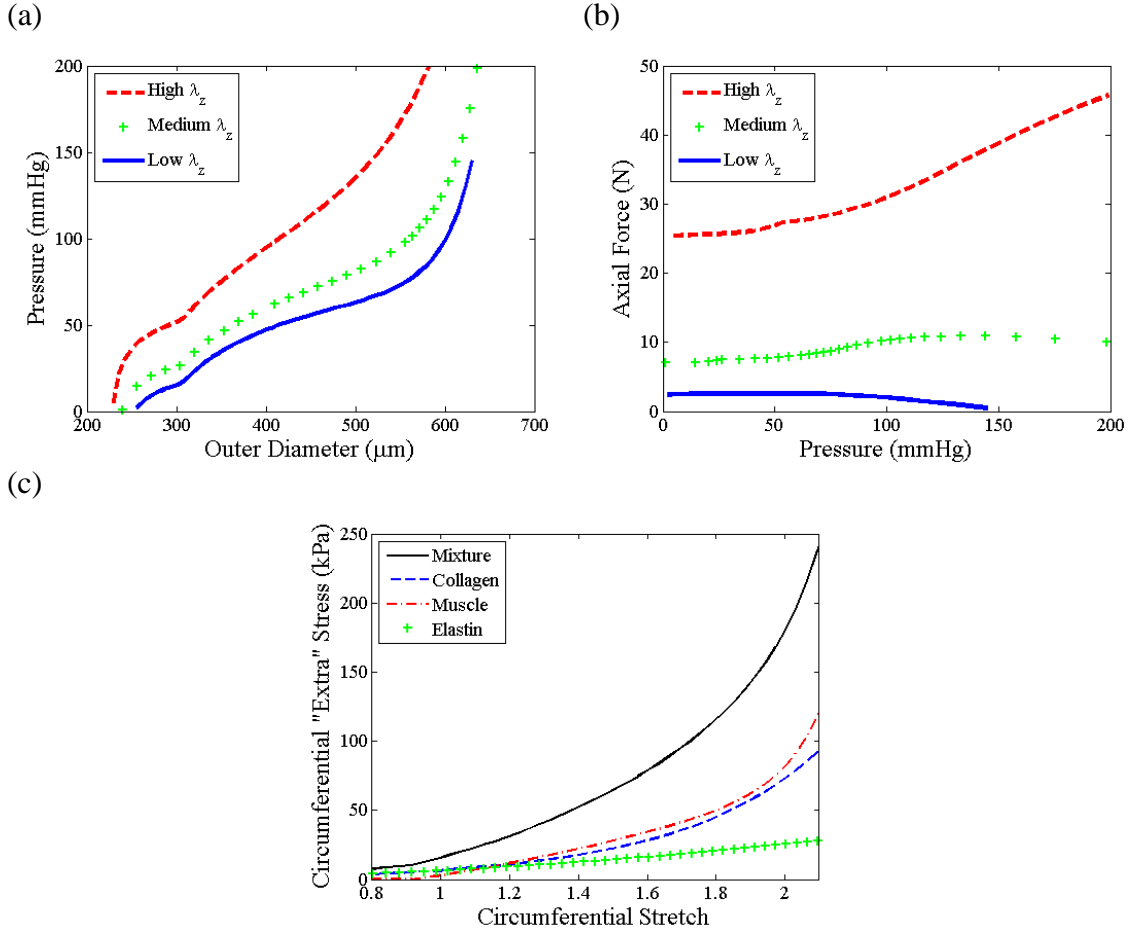 (a)
200
150
100
50
0
Pressure (mmHg)
High λz
Medium λz
Low λz
200 300 400 500 600 700
Outer Diameter (μm)
(b)
50
40
30
20
10
0
Axial Force (N)
High λz
Medium λz
Low λz
0 50 100 150 200
Pressure (mmHg)
(c)
250
200
150
100
50
0
Circumferential "Extra" Stress (kPa)
Mixture
Collagen
Muscle
Elastin
0.8 1 1.2 1.4 1.6 1.8 2
Circumferential Stretch